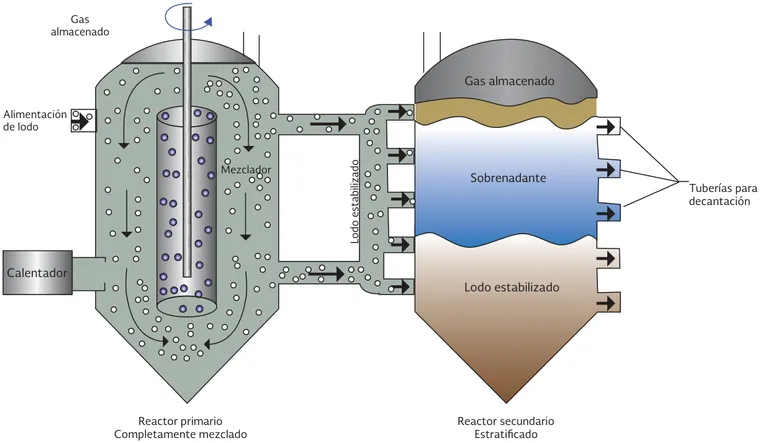 Gas
almacenado
Gas almacenado
Alimentación
de lodo
Mezclador
Lodo estabilizado
Sobrenadante
Tuberías para
decantación
Calentador
Lodo estabilizado
Reactor primario
Completamente mezclado
Reactor secundario
Estratificado